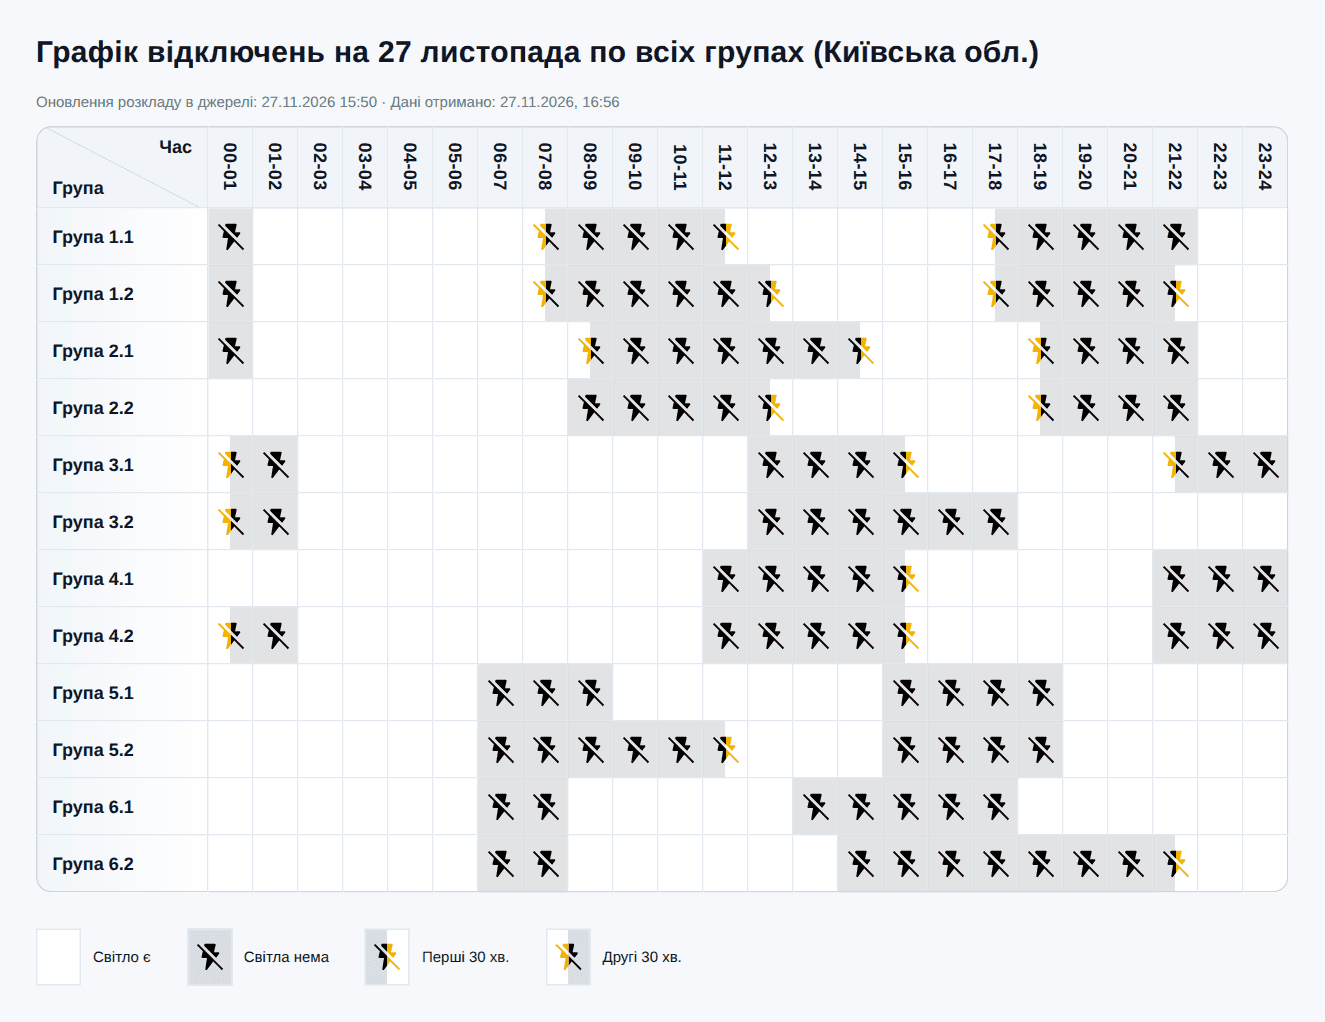 Графік відключень на 27 листопада по всіх групах (Київська обл.)
Оновлення розкладу в джерелі: 27.11.2026 15:50 · Дані отримано: 27.11.2026, 16:56
Час
Група
00-01 01-02 02-03 03-04 04-05 05-06 06-07 07-08 08-09 09-10 10-11 11-12 12-13 13-14 14-15 15-16 16-17 17-18 18-19 19-20 20-21 21-22 22-23 23-24
Група 1.1
Група 1.2
Група 2.1
Група 2.2
Група 3.1
Група 3.2
Група 4.1
Група 4.2
Група 5.1
Група 5.2
Група 6.1
Група 6.2
Світло є Світла нема Перші 30 хв. Другі 30 хв.